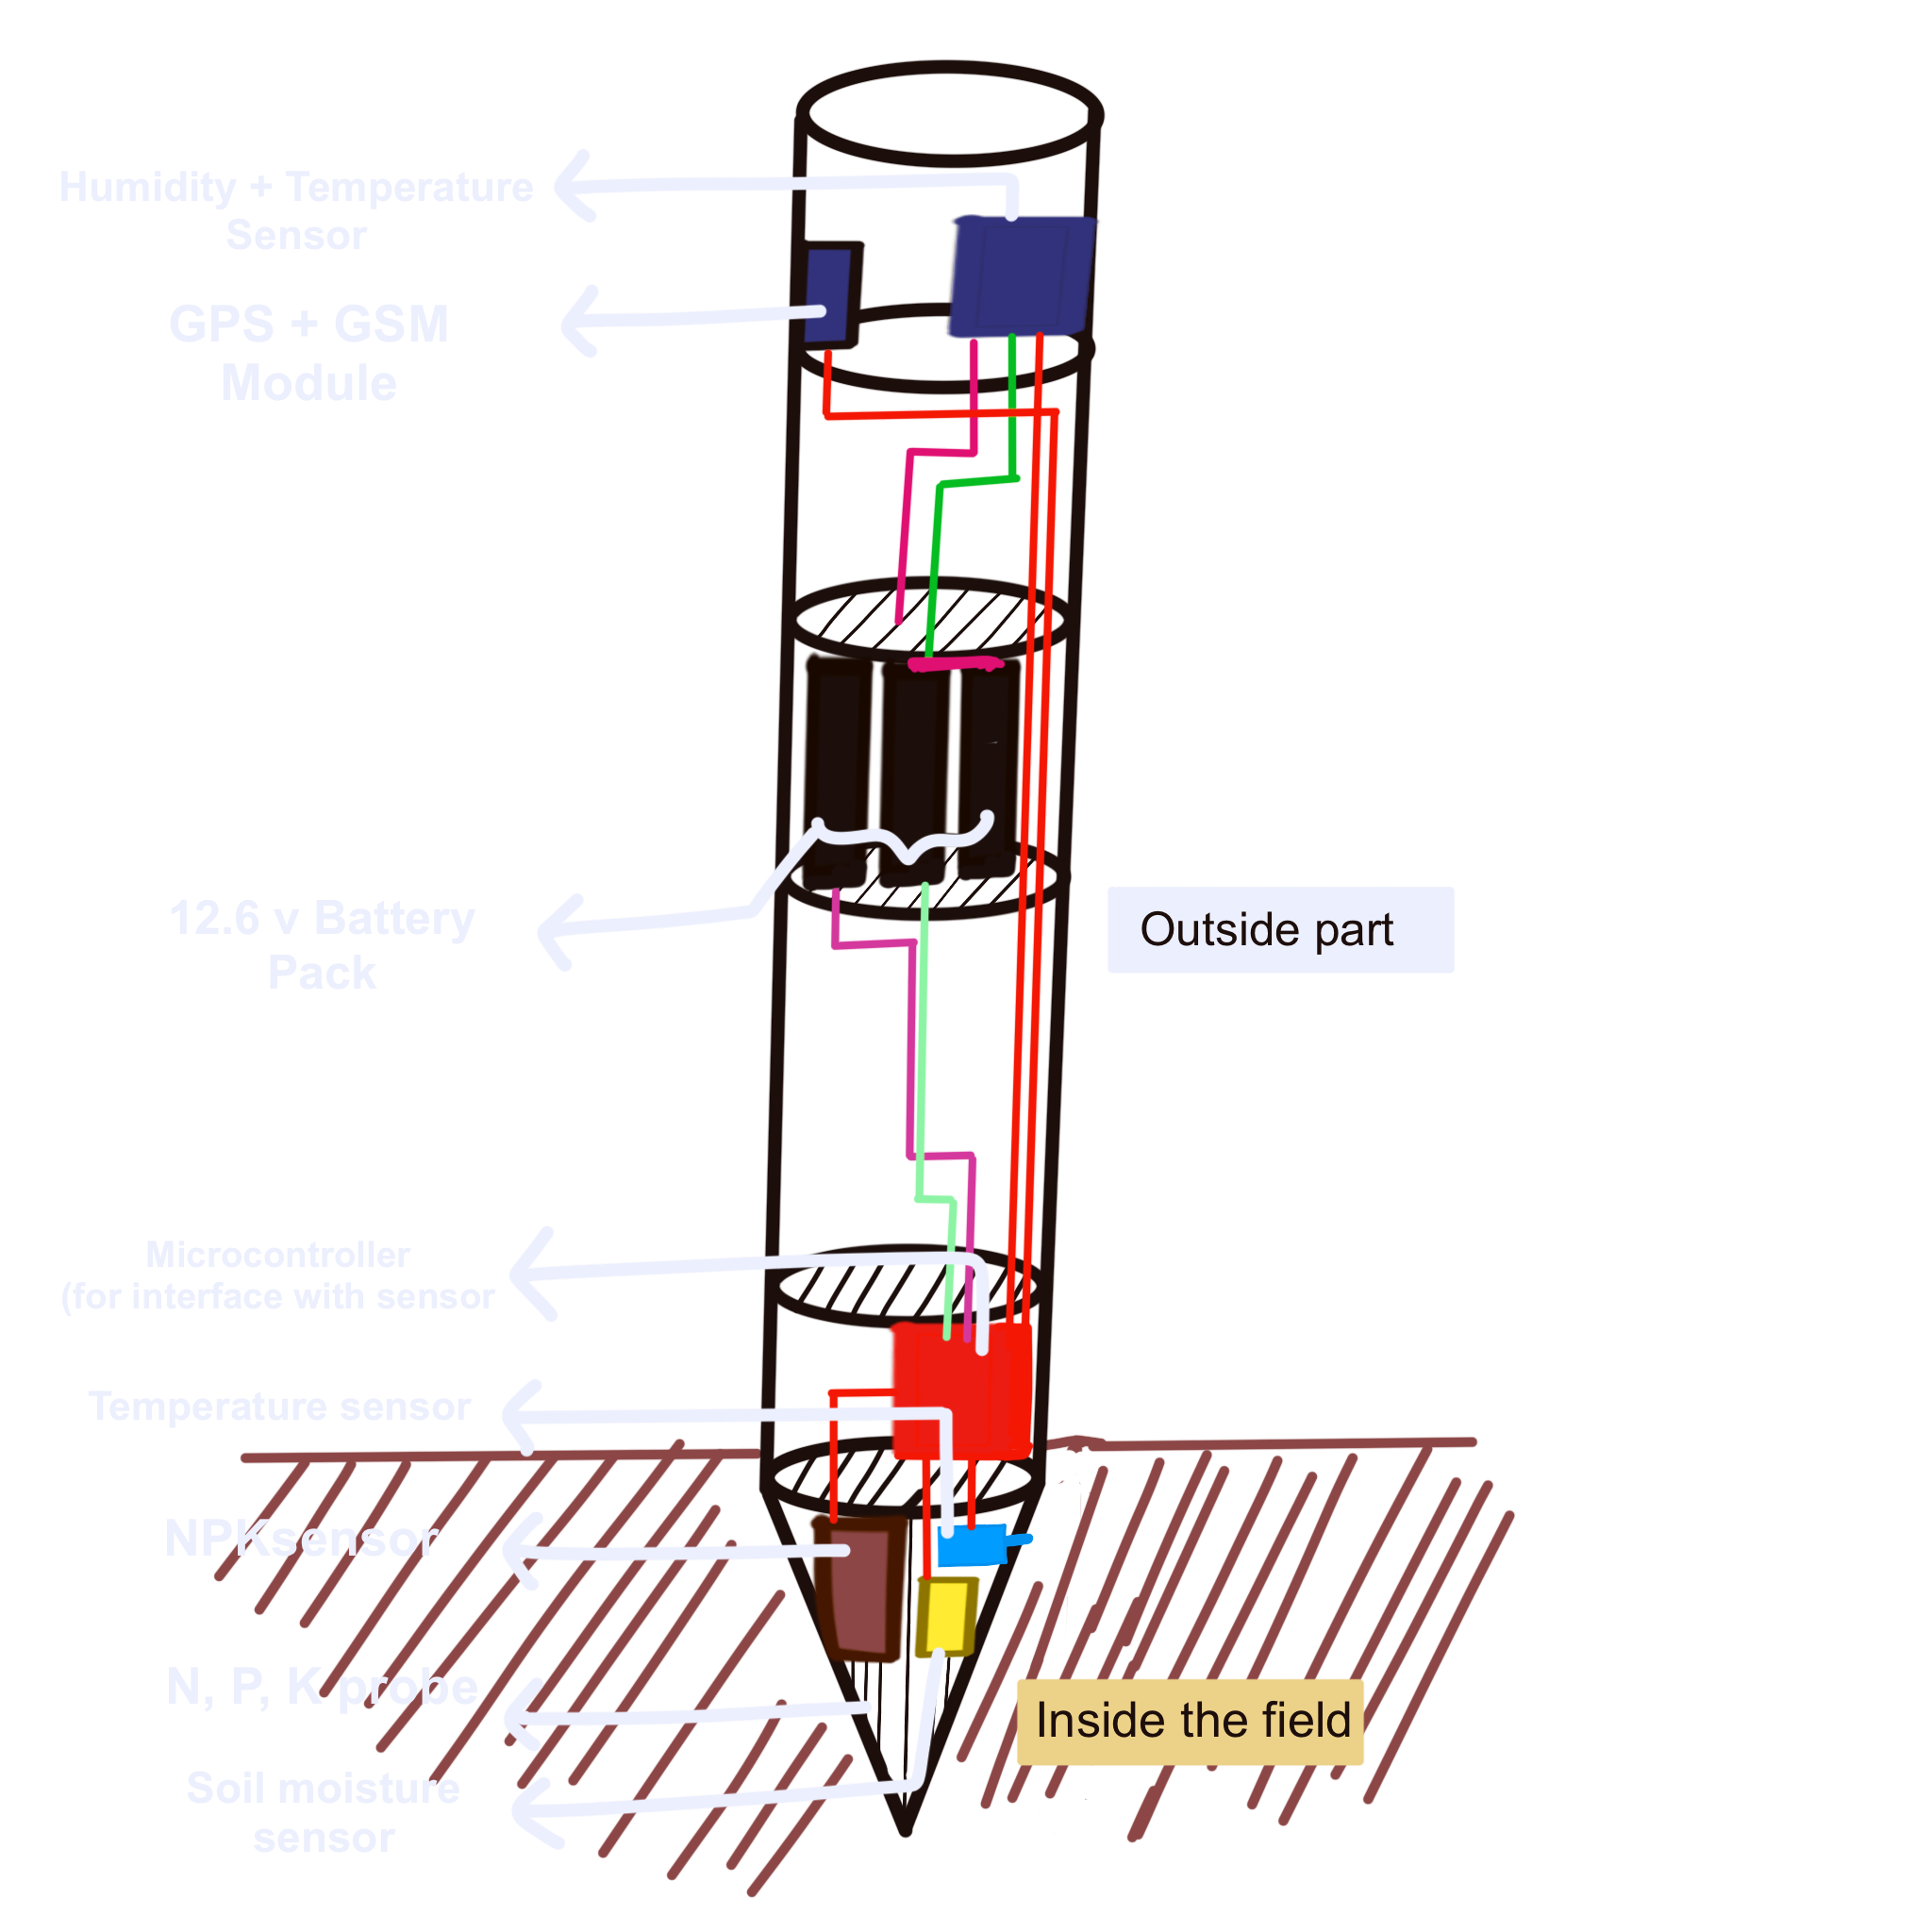 Humidity + Temperature
Sensor
GPS + GSM
Module
12.6 v Battery
Pack
Outside part
Microcontroller
(for interface with sensor
Temperature sensor
NPKsensor
N, P, K probe
Inside the field
Soil moisture
sensor